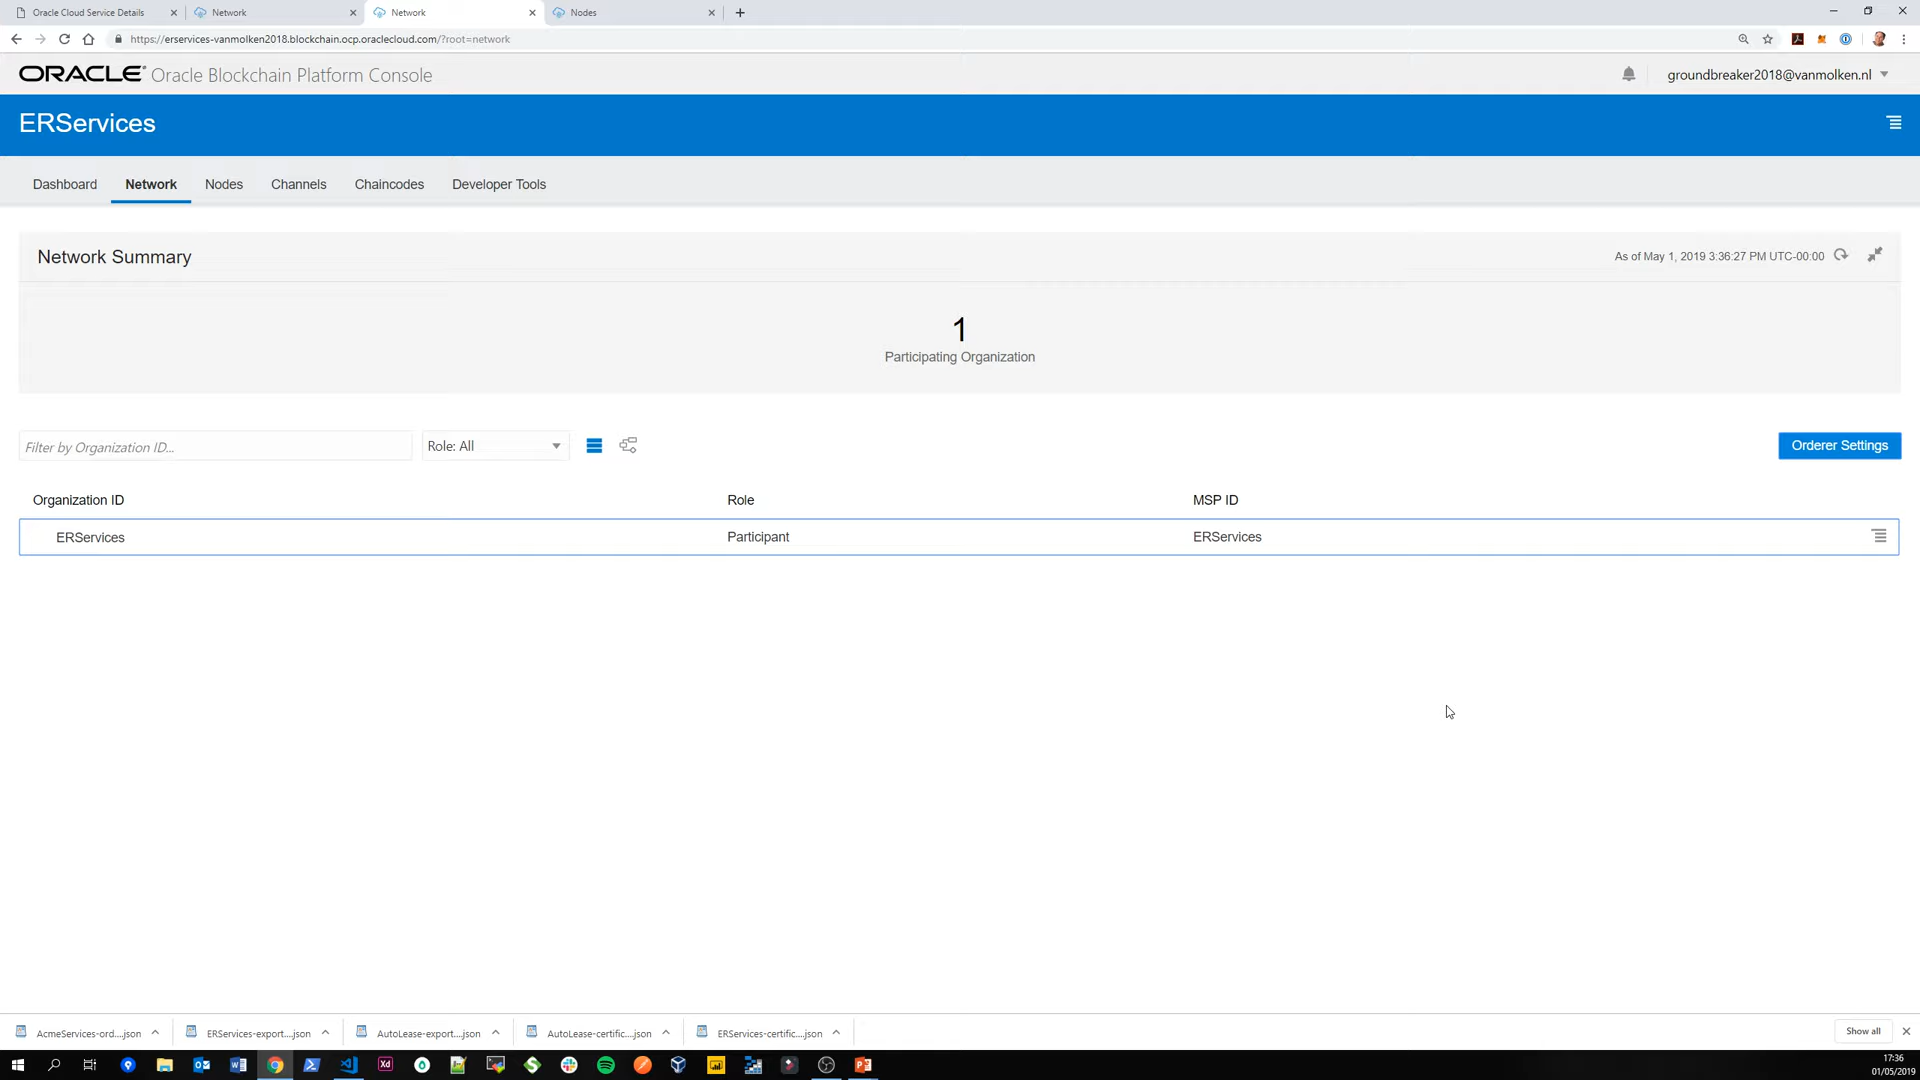 Oracle Cloud Service Details
Network
Network
Nodes
https://erservices-vanmolken2018.blockchain.ocp.oraclecloud.com/?root=network
ORACLE Oracle Blockchain Platform Console
groundbreaker2018@vanmolken.nl
ERServices
Dashboard
Network
Nodes
Channels
Chaincodes
Developer Tools
Network Summary
As of May 1, 2019 3:36:27 PM UTC-00:00
1
Participating Organization
Filter by Organization ID...
Role: All
Orderer Settings
Organization ID
Role
MSP ID
ERServices
Participant
ERServices
AcmeServices-ord....json
ERServices-export....json
AutoLease-export....json
AutoLease-certific....json
ERServices-certific....json
Show all
Xd
17:36
01/05/2019